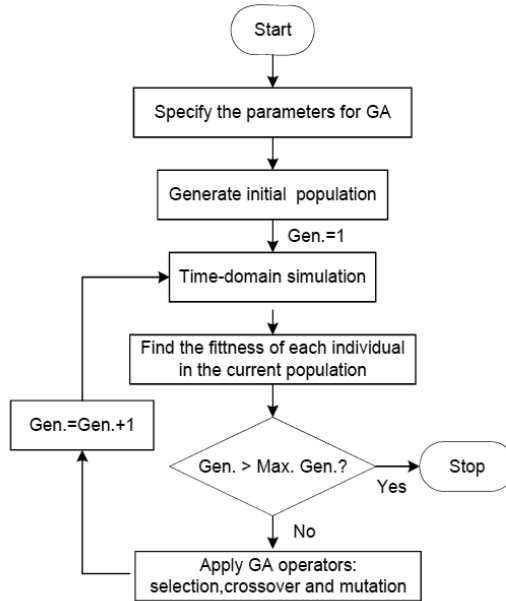 Start
Specify the parameters for GA
Generate initial population
Gen.=1
Time-domain simulation
Find the fittness of each individual
in the current population
Gen.=Gen.+1
Gen. > Max. Gen.?
Stop
Yes
No
Apply GA operators:
selection,crossover and mutation